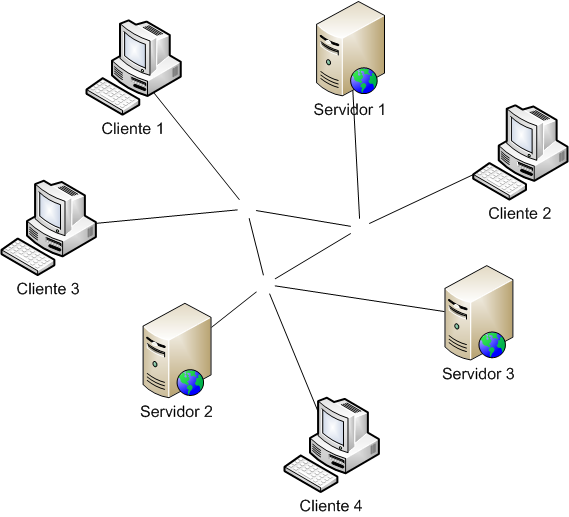 Servidor 1
Cliente 1
Cliente 2
Cliente 3
Servidor 3
Servidor 2
Cliente 4